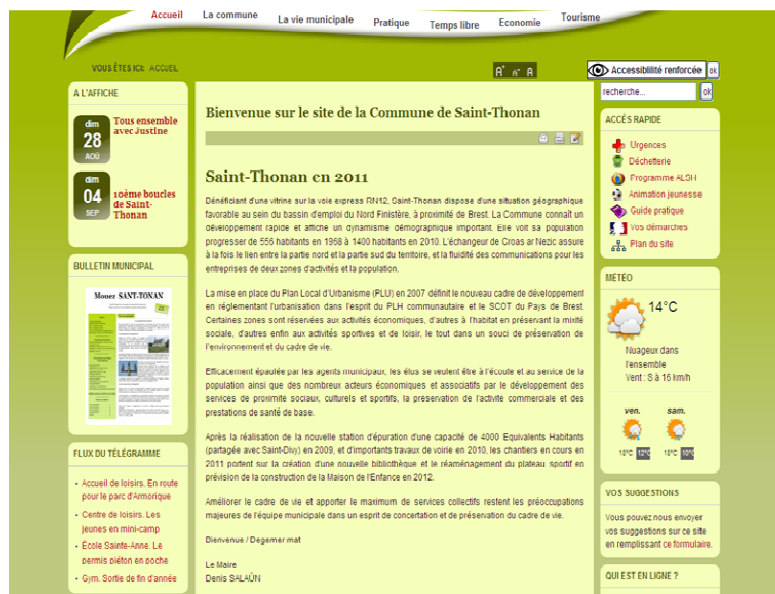 Accueil La commune La vie municipale Pratique Temps libre Economie Tourisme
VOUS ÊTES ICI: ACCUEIL
A+ A- A
Accessiblilité renforcée ok
recherche... ok
A L'AFFICHE
dim
28
AOÛ
Tous ensemble
avec Justine
dim
04
SEP
10ème boucles
de Saint-
Thonan
BULLETIN MUNICIPAL
Mouez SANT-TONAN
FLUX DU TÉLÉGRAMME
Accueil de loisirs. En route
pour le parc d'Armorique
Centre de loisirs. Les
jeunes en mini-camp
École Sainte-Anne. Le
permis piéton en poche
Gym. Sortie de fin d'année
Bienvenue sur le site de la Commune de Saint-Thonan
Saint-Thonan en 2011
Bénéficiant d'une vitrine sur la voie express RN12, Saint-Thonan dispose d'une situation géographique
favorable au sein du bassin d'emploi du Nord Finistère, à proximité de Brest. La Commune connaît un
développement rapide et affiche un dynamisme démographique important. Elle voit sa population
progresser de 556 habitants en 1968 à 1400 habitants en 2010. L'échangeur de Croas ar Nezic assure
à la fois le lien entre la partie nord et la partie sud du territoire, et la fluidité des communications pour les
entreprises de deux zones d'activités et la population.
La mise en place du Plan Local d'Urbanisme (PLU) en 2007 définit le nouveau cadre de développement
en réglementant l'urbanisation dans l'esprit du PLH communautaire et le SCOT du Pays de Brest.
Certaines zones sont réservées aux activités économiques, d'autres à l'habitat en préservant la mixité
sociale, d'autres enfin aux activités sportives et de loisir, le tout dans un souci de préservation de
l'environnement et du cadre de vie.
Efficacement épaulée par les agents municipaux, les élus se veulent être à l'écoute et au service de la
population ainsi que des nombreux acteurs économiques et associatifs par le développement des
services de proximité sociaux, culturels et sportifs, la préservation de l'activité commerciale et des
prestations de santé de base.
Après la réalisation de la nouvelle station d'épuration d'une capacité de 4000 Equivalents Habitants
(partagée avec Saint-Divy) en 2009, et d'importants travaux de voirie en 2010, les chantiers en cours en
2011 portent sur la création d'une nouvelle bibliothèque et le réaménagement du plateau sportif en
prévision de la construction de la Maison de l'Enfance en 2012.
Améliorer le cadre de vie et apporter le maximum de services collectifs restent les préoccupations
majeures de l'équipe municipale dans un esprit de concertation et de préservation du cadre de vie.
Bienvenue / Degemer mat
Le Maire
Denis SALAÜN
ACCÈS RAPIDE
Urgences
Déchetterie
Programme ALSH
Animation jeunesse
Guide pratique
Vos démarches
Plan du site
MÉTÉO
14°C
Nuageux dans
l'ensemble
Vent : S à 16 km/h
ven. sam.
VOS SUGGESTIONS
Vous pouvez nous envoyer
vos suggestions sur ce site
en remplissant ce formulaire.
QUI EST EN LIGNE ?